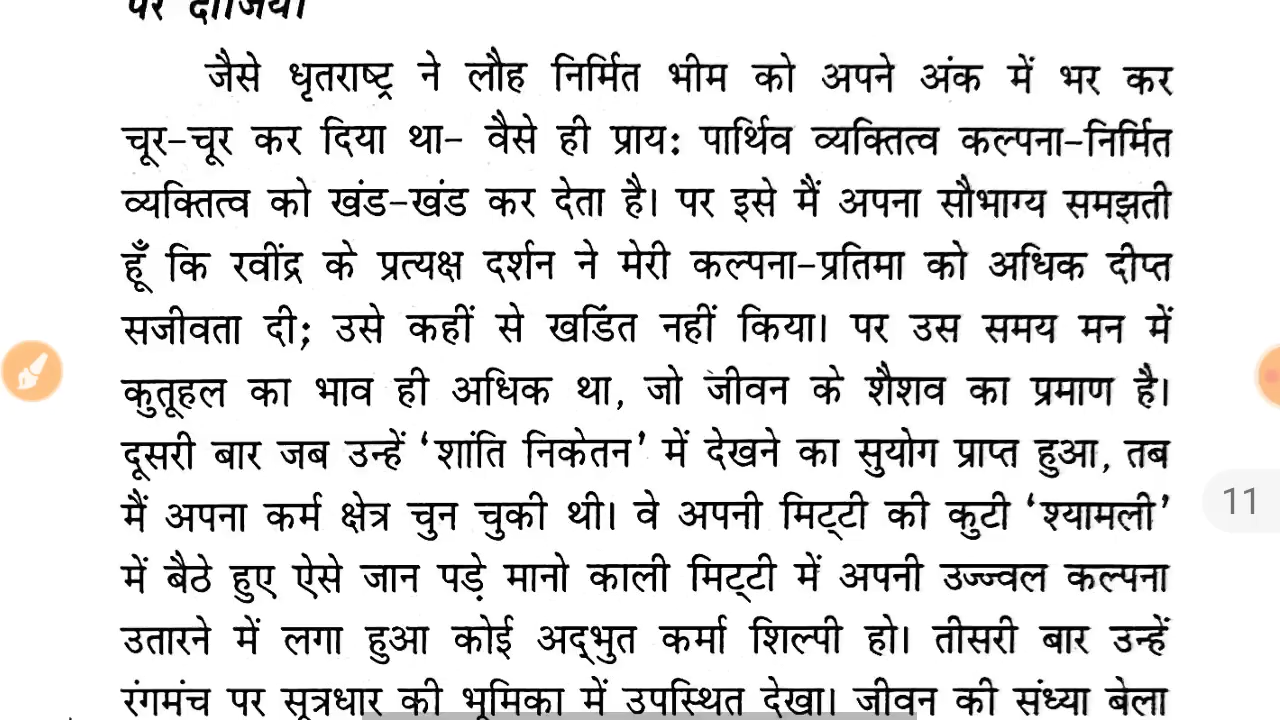 पर दीजिये।
जैसे धृतराष्ट्र ने लौह निर्मित भीम को अपने अंक में भर कर
चूर-चूर कर दिया था- वैसे ही प्राय: पार्थिव व्यक्तित्व कल्पना-निर्मित
व्यक्तित्व को खंड-खंड कर देता है। पर इसे मैं अपना सौभाग्य समझती
हूँ कि रवींद्र के प्रत्यक्ष दर्शन ने मेरी कल्पना-प्रतिमा को अधिक दीप्त
सजीवता दी; उसे कहीं से खडिंत नहीं किया। पर उस समय मन में
कुतूहल का भाव ही अधिक था, जो जीवन के शैशव का प्रमाण है।
दूसरी बार जब उन्हें ‘शांति निकेतन’ में देखने का सुयोग प्राप्त हुआ, तब
मैं अपना कर्म क्षेत्र चुन चुकी थी। वे अपनी मिट्टी की कुटी ‘श्यामली’
में बैठे हुए ऐसे जान पड़े मानो काली मिट्टी में अपनी उज्ज्वल कल्पना
उतारने में लगा हुआ कोई अद्भुत कर्मा शिल्पी हो। तीसरी बार उन्हें
रंगमंच पर सूत्रधार की भूमिका में उपस्थित देखा। जीवन की संध्या बेला
11